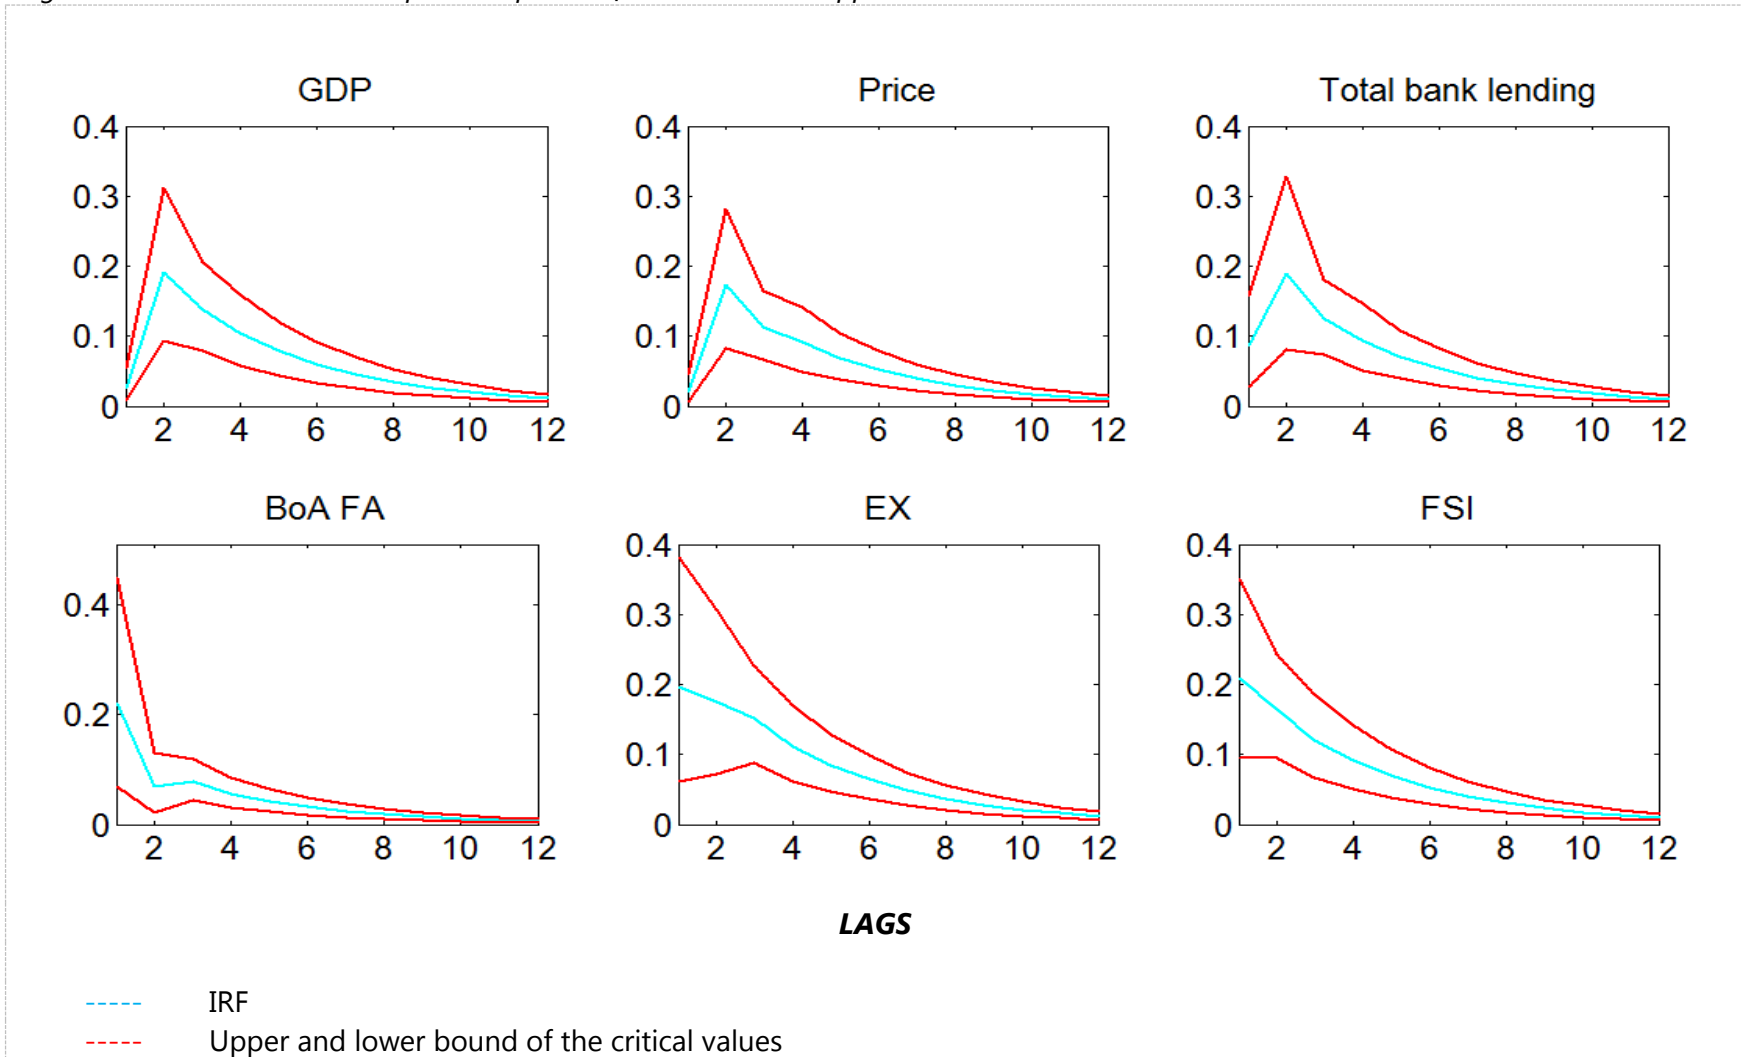 GDP Price Total bank lending
0.4 0.4 0.4
0.3 0.3 0.3
0.2 0.2 0.2
0.1 0.1 0.1
0 0 0
2 4 6 8 10 12 2 4 6 8 10 12 2 4 6 8 10 12
BoA FA EX FSI
0.4 0.4
0.4 0.3 0.3
0.2 0.2 0.2
0.1 0.1
0 0 0
2 4 6 8 10 12 2 4 6 8 10 12 2 4 6 8 10 12
LAGS
IRF
Upper and lower bound of the critical values